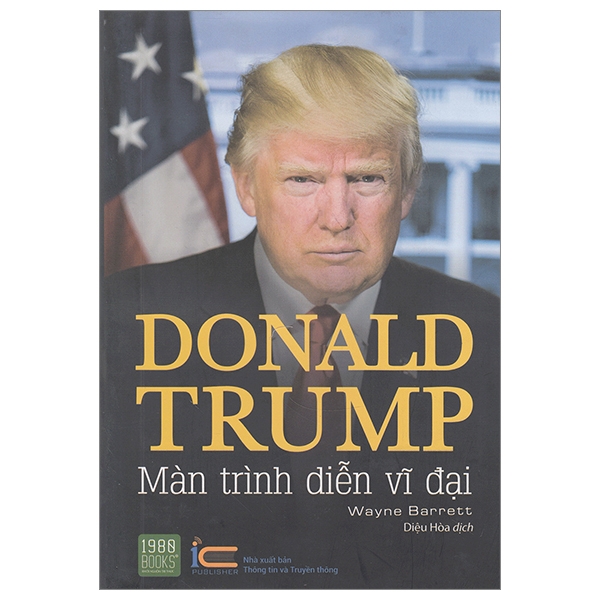 DONALD
TRUMP
Màn trình diễn vĩ đại
Wayne Barrett
Diệu Hòa dịch
1980
BOOKS
ic
PUBLISHER
Nhà xuất bản
Thông tin và Truyền thông